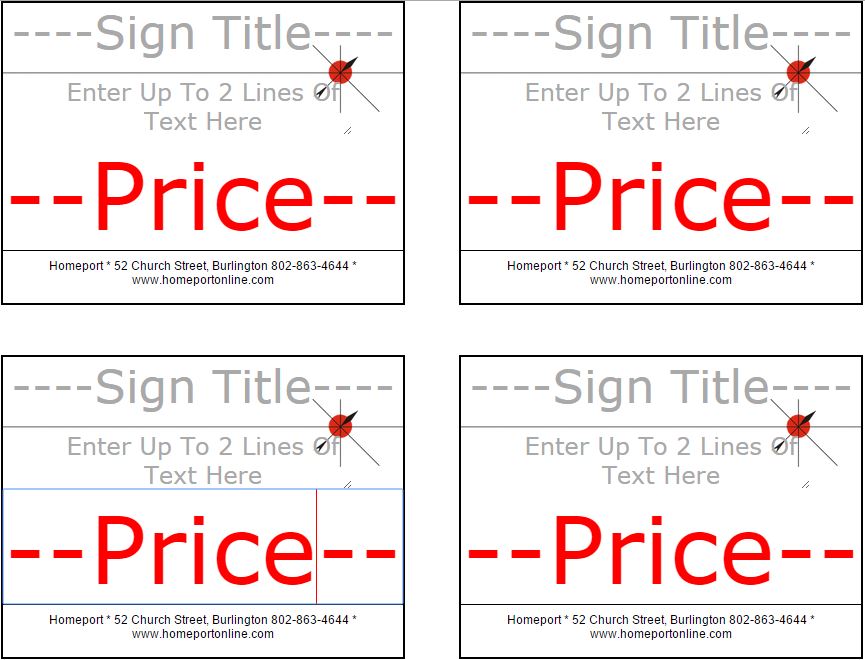 ----Sign Title----
Enter Up To 2 Lines Of
Text Here
--Price--
Homeport * 52 Church Street, Burlington 802-863-4644 *
www.homeportonline.com
----Sign Title----
Enter Up To 2 Lines Of
Text Here
--Price--
Homeport * 52 Church Street, Burlington 802-863-4644 *
www.homeportonline.com
----Sign Title----
Enter Up To 2 Lines Of
Text Here
--Price--
Homeport * 52 Church Street, Burlington 802-863-4644 *
www.homeportonline.com
----Sign Title----
Enter Up To 2 Lines Of
Text Here
--Price--
Homeport * 52 Church Street, Burlington 802-863-4644 *
www.homeportonline.com